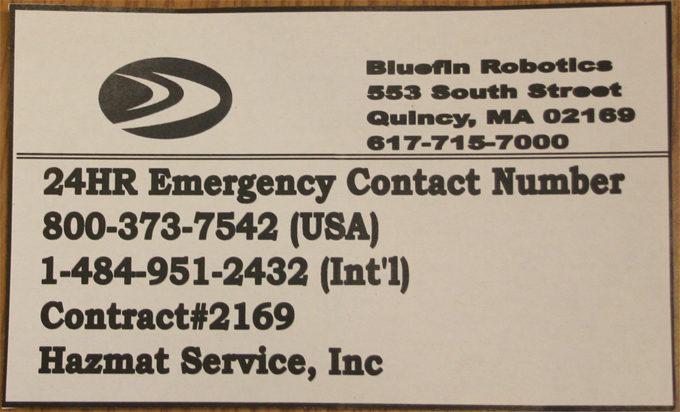 Bluefin Robotics
553 South Street
Quincy, MA 02169
617-715-7000
24HR Emergency Contact Number
800-373-7542 (USA)
1-484-951-2432 (Int'l)
Contract#2169
Hazmat Service, Inc